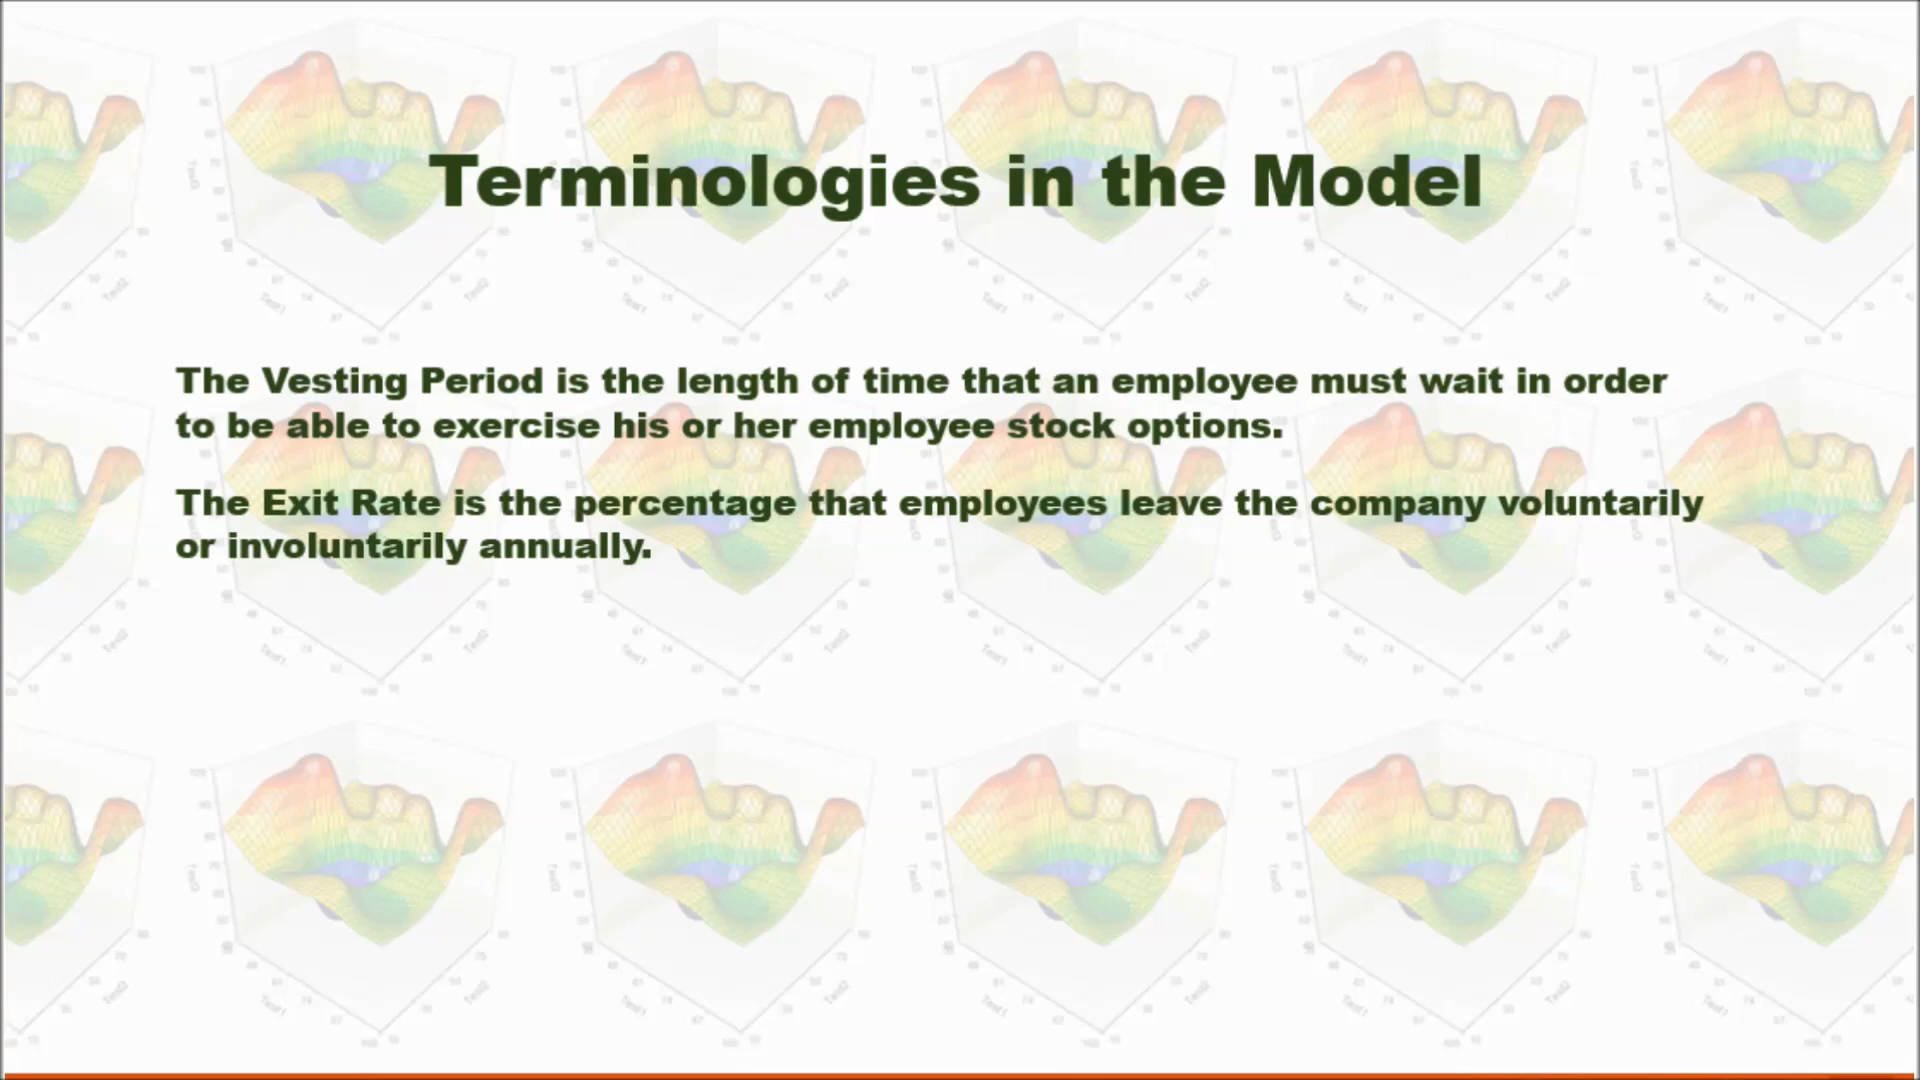 Terminologies in the Model
The Vesting Period is the length of time that an employee must wait in order
to be able to exercise his or her employee stock options.
The Exit Rate is the percentage that employees leave the company voluntarily
or involuntarily annually.